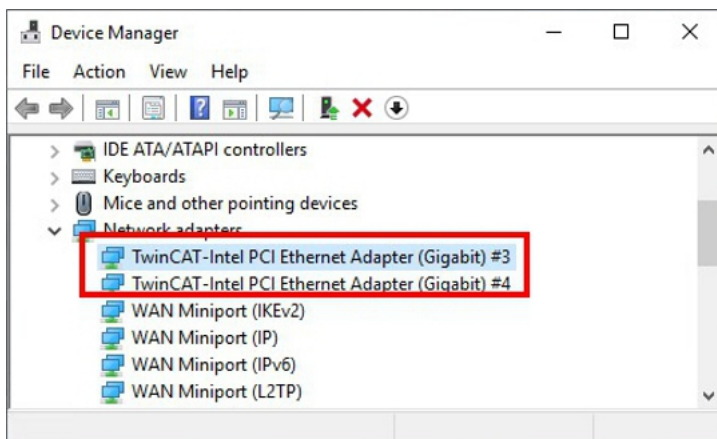 Device Manager
File Action View Help
IDE ATA/ATAPI controllers
Keyboards
Mice and other pointing devices
Network adapters
TwinCAT-Intel PCI Ethernet Adapter (Gigabit) #3
TwinCAT-Intel PCI Ethernet Adapter (Gigabit) #4
WAN Miniport (IKEv2)
WAN Miniport (IP)
WAN Miniport (IPv6)
WAN Miniport (L2TP)